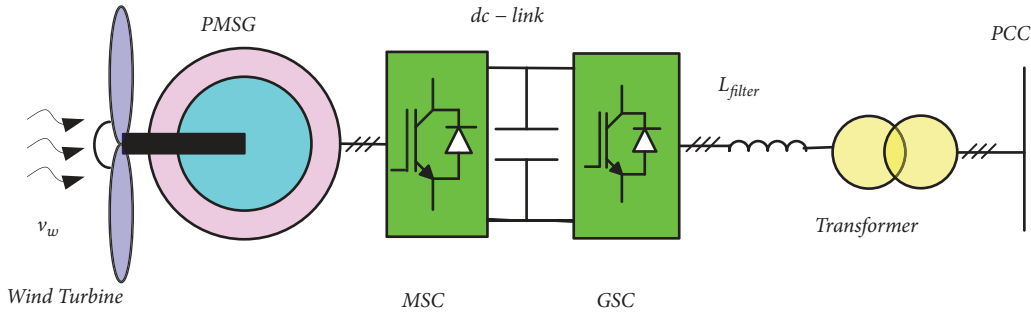 dc – link
PMSG
PCC
L_filter
v_w
Transformer
Wind Turbine
MSC
GSC